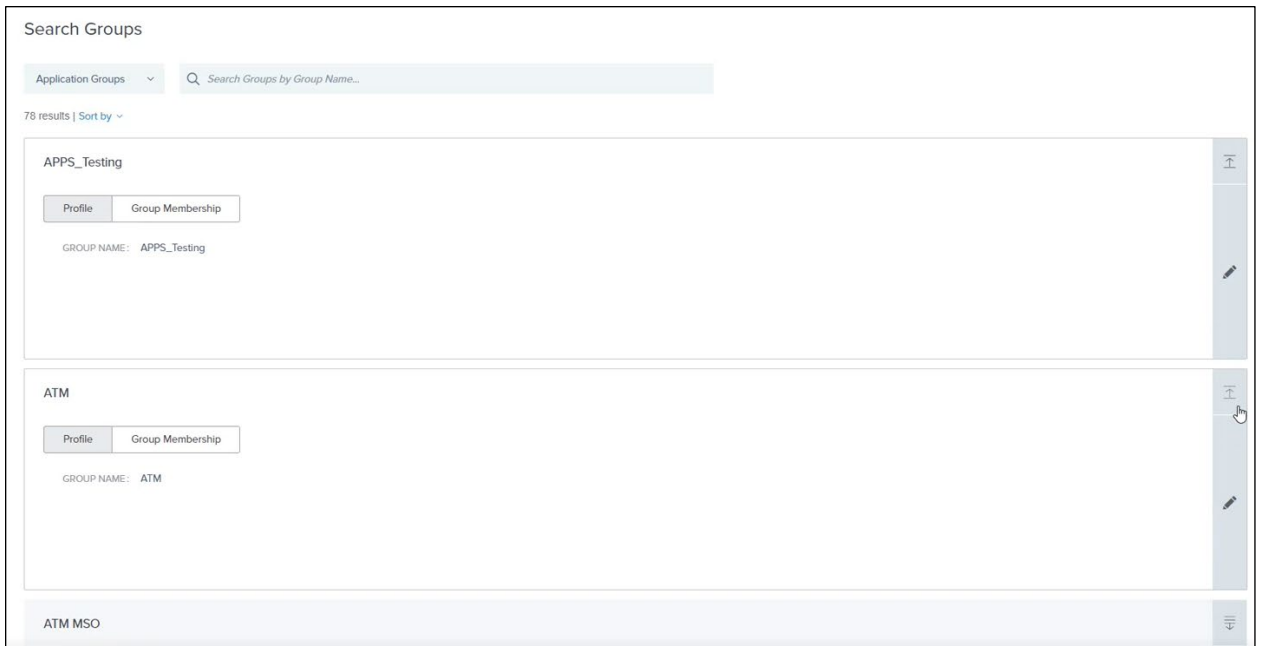 Search Groups
Application Groups
Search Groups by Group Name...
78 results | Sort by
APPS_Testing
Profile
Group Membership
GROUP NAME: APPS_Testing
ATM
Profile
Group Membership
GROUP NAME: ATM
ATM MSO